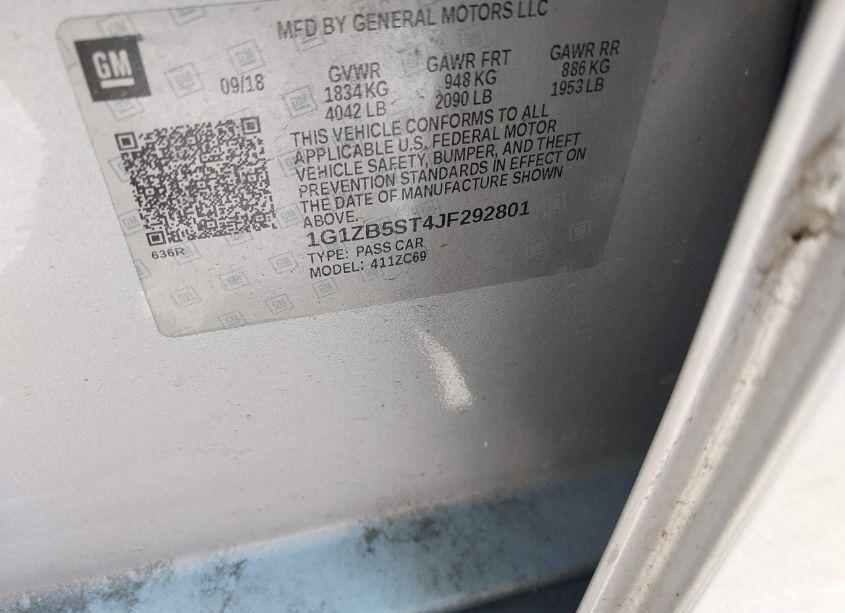 MFD BY GENERAL MOTORS LLC
GM
09/18
GVWR
1834 KG
4042 LB
GAWR FRT
948 KG
2090 LB
GAWR RR
886 KG
1953 LB
THIS VEHICLE CONFORMS TO ALL
APPLICABLE U.S. FEDERAL MOTOR
VEHICLE SAFETY, BUMPER, AND THEFT
PREVENTION STANDARDS IN EFFECT ON
THE DATE OF MANUFACTURE SHOWN
ABOVE.
1G1ZB5ST4JF292801
TYPE: PASS CAR
MODEL: 411ZC69
636R